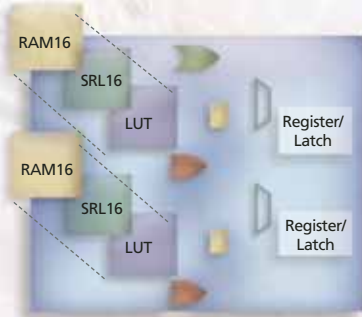 RAM16
SRL16
LUT
Register/
Latch
RAM16
SRL16
LUT
Register/
Latch